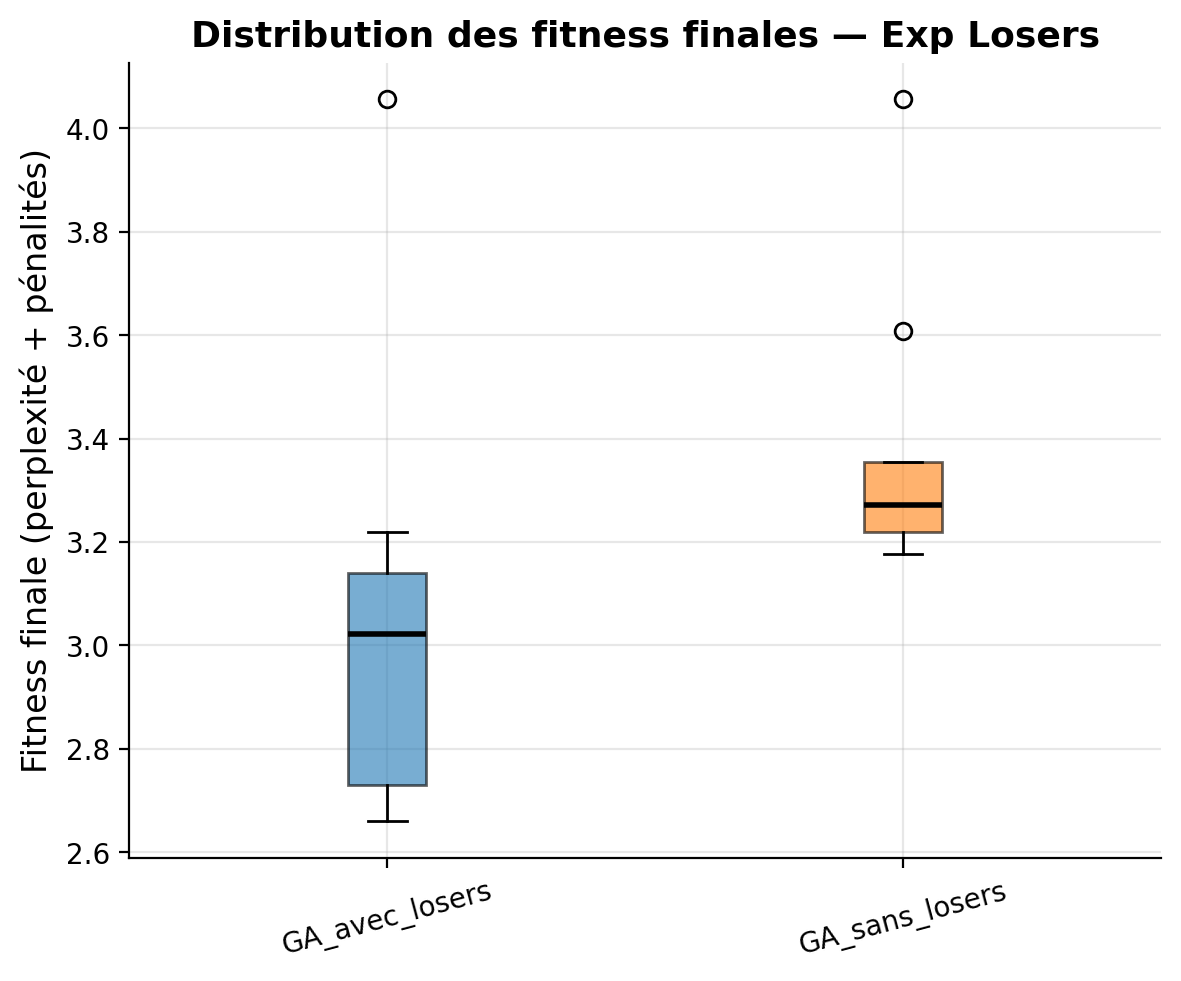 Distribution des fitness finales — Exp Losers
Fitness finale (perplexité + pénalités)
4.0
3.8
3.6
3.4
3.2
3.0
2.8
2.6
GA_avec_losers
GA_sans_losers